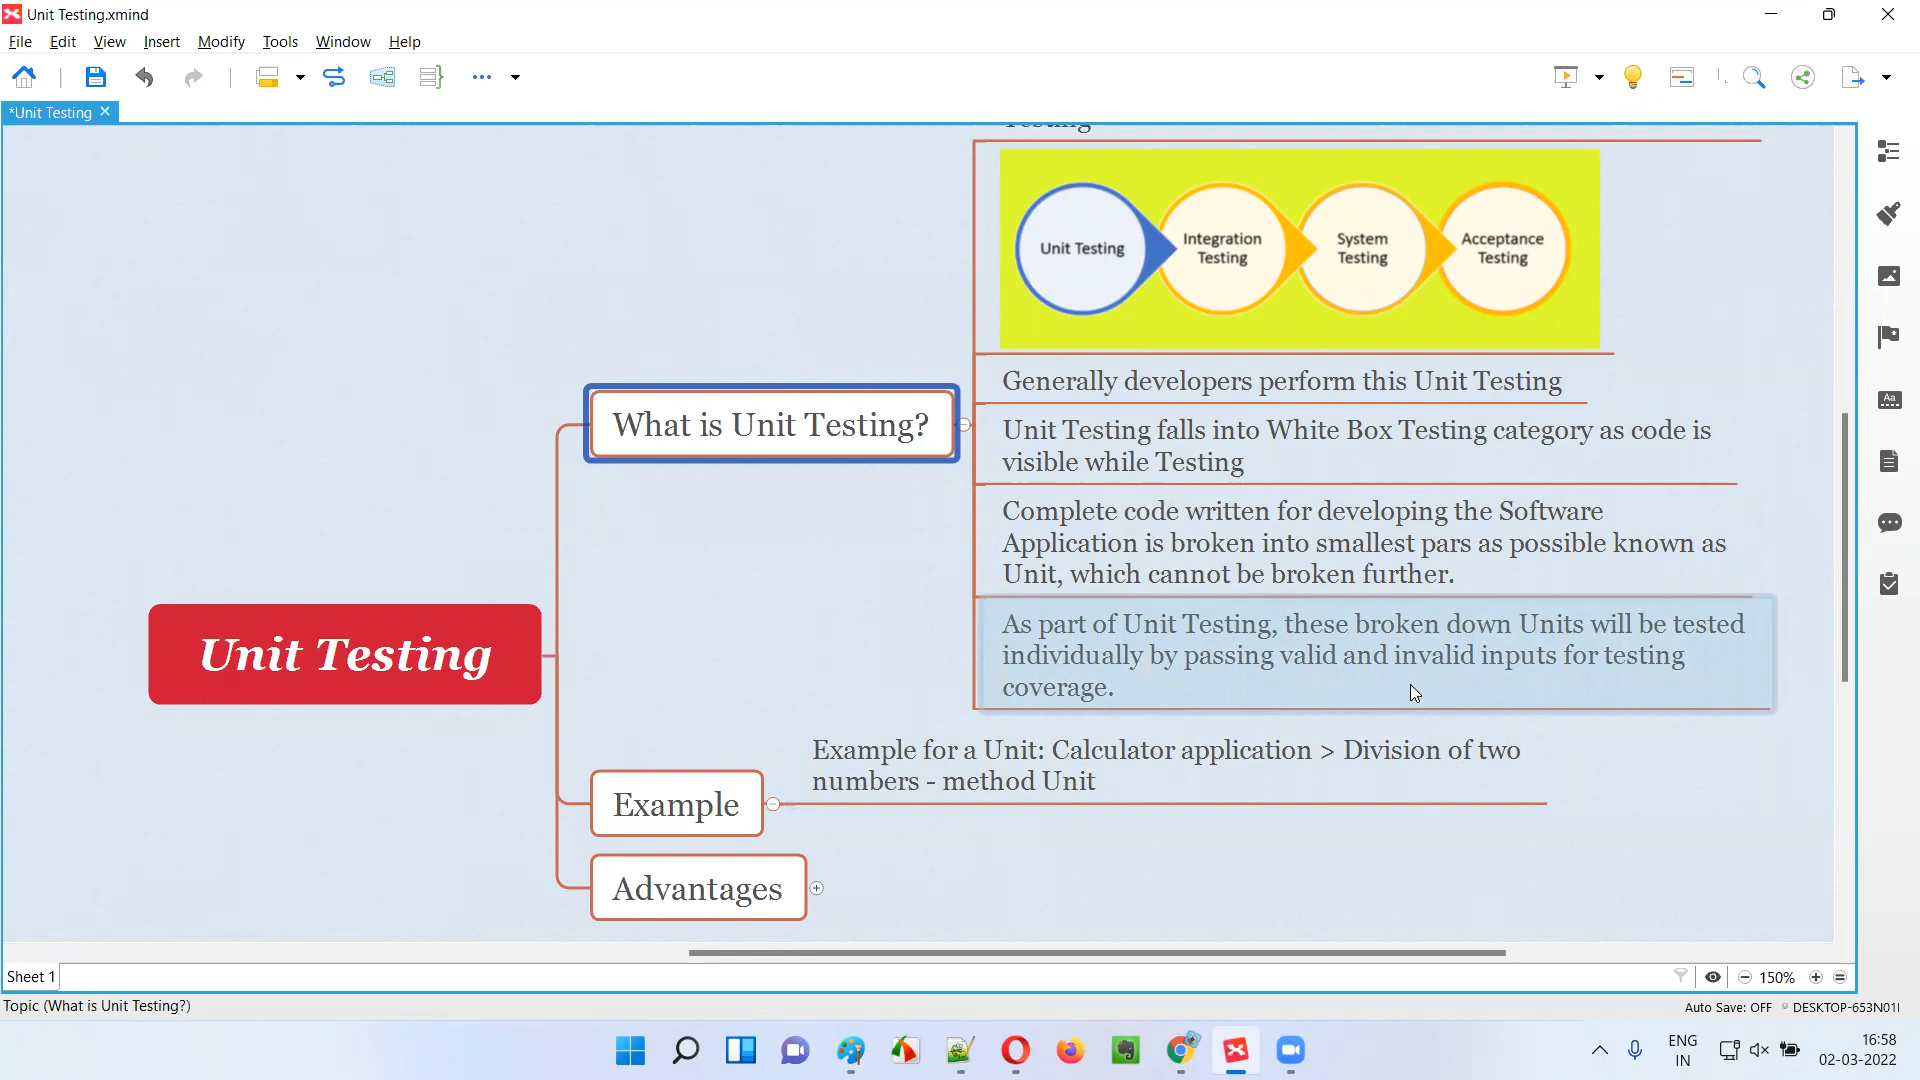 Unit Testing.xmind
File Edit View Insert Modify Tools Window Help
*Unit Testing
Testing
Unit Testing
Integration
Testing
System
Testing
Acceptance
Testing
Generally developers perform this Unit Testing
What is Unit Testing?
Unit Testing falls into White Box Testing category as code is
visible while Testing
Complete code written for developing the Software
Application is broken into smallest pars as possible known as
Unit, which cannot be broken further.
Unit Testing
As part of Unit Testing, these broken down Units will be tested
individually by passing valid and invalid inputs for testing
coverage.
Example for a Unit: Calculator application > Division of two
numbers - method Unit
Example
Advantages
Sheet 1
150%
Topic (What is Unit Testing?)
Auto Save: OFF
DESKTOP-653N01I
ENG
IN
16:58
02-03-2022